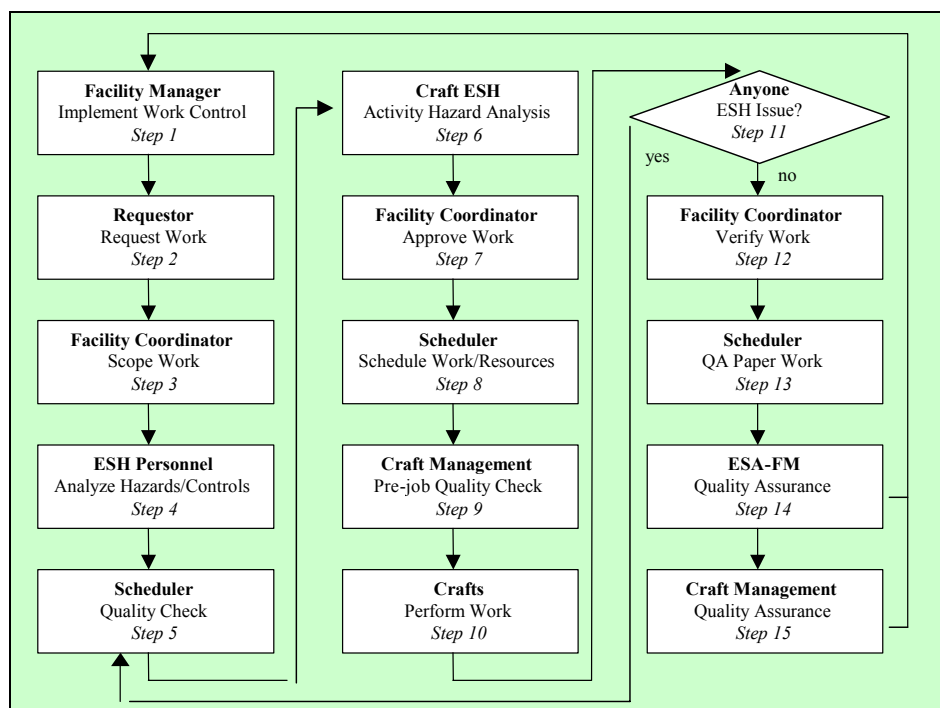 Facility Manager
Implement Work Control
Step 1
Requestor
Request Work
Step 2
Facility Coordinator
Scope Work
Step 3
ESH Personnel
Analyze Hazards/Controls
Step 4
Scheduler
Quality Check
Step 5
Craft ESH
Activity Hazard Analysis
Step 6
Facility Coordinator
Approve Work
Step 7
Scheduler
Schedule Work/Resources
Step 8
Craft Management
Pre-job Quality Check
Step 9
Crafts
Perform Work
Step 10
Anyone
ESH Issue?
Step 11
yes
no
Facility Coordinator
Verify Work
Step 12
Scheduler
QA Paper Work
Step 13
ESA-FM
Quality Assurance
Step 14
Craft Management
Quality Assurance
Step 15